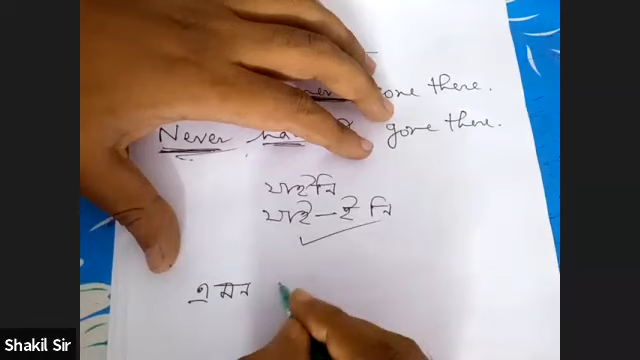 gone there.
Never gone there.
যাইনি
যাই-ই নি
এমন
Shakil Sir